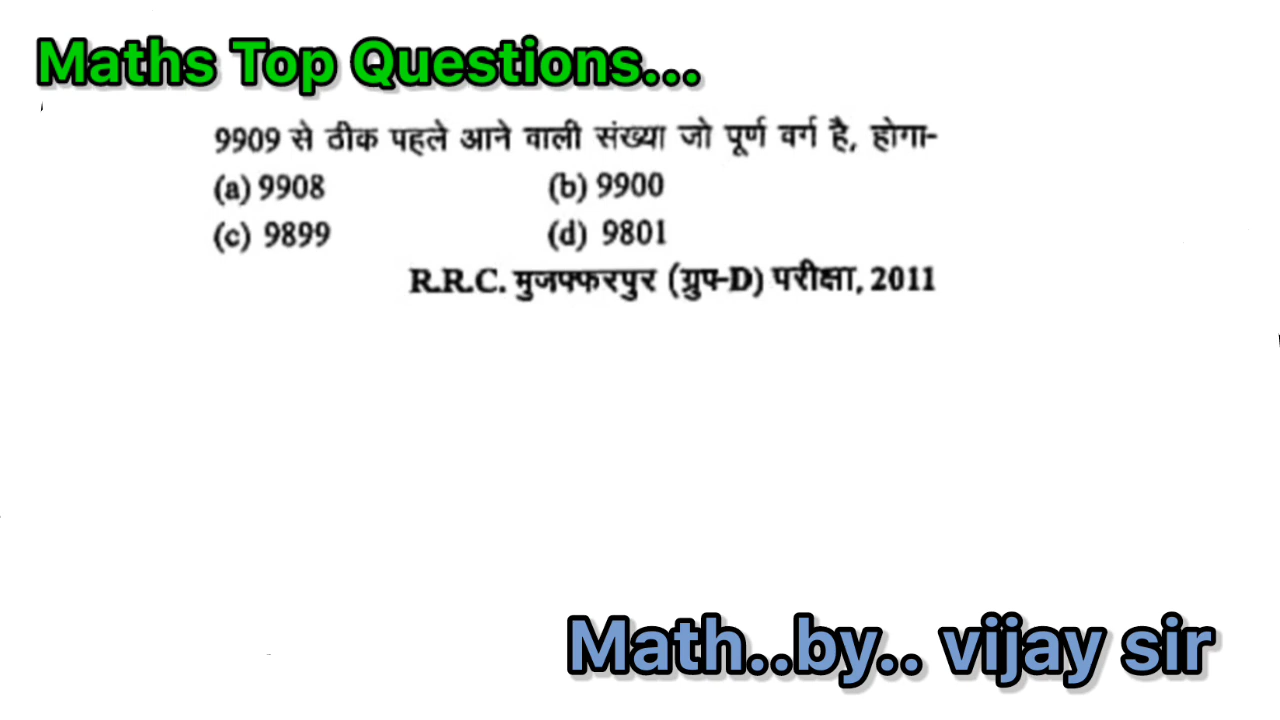 Maths Top Questions...
9909 से ठीक पहले आने वाली संख्या जो पूर्ण वर्ग है, होगा-
(a) 9908 (b) 9900
(c) 9899 (d) 9801
R.R.C. मुजफ्फरपुर (ग्रुप-D) परीक्षा, 2011
Math..by.. vijay sir